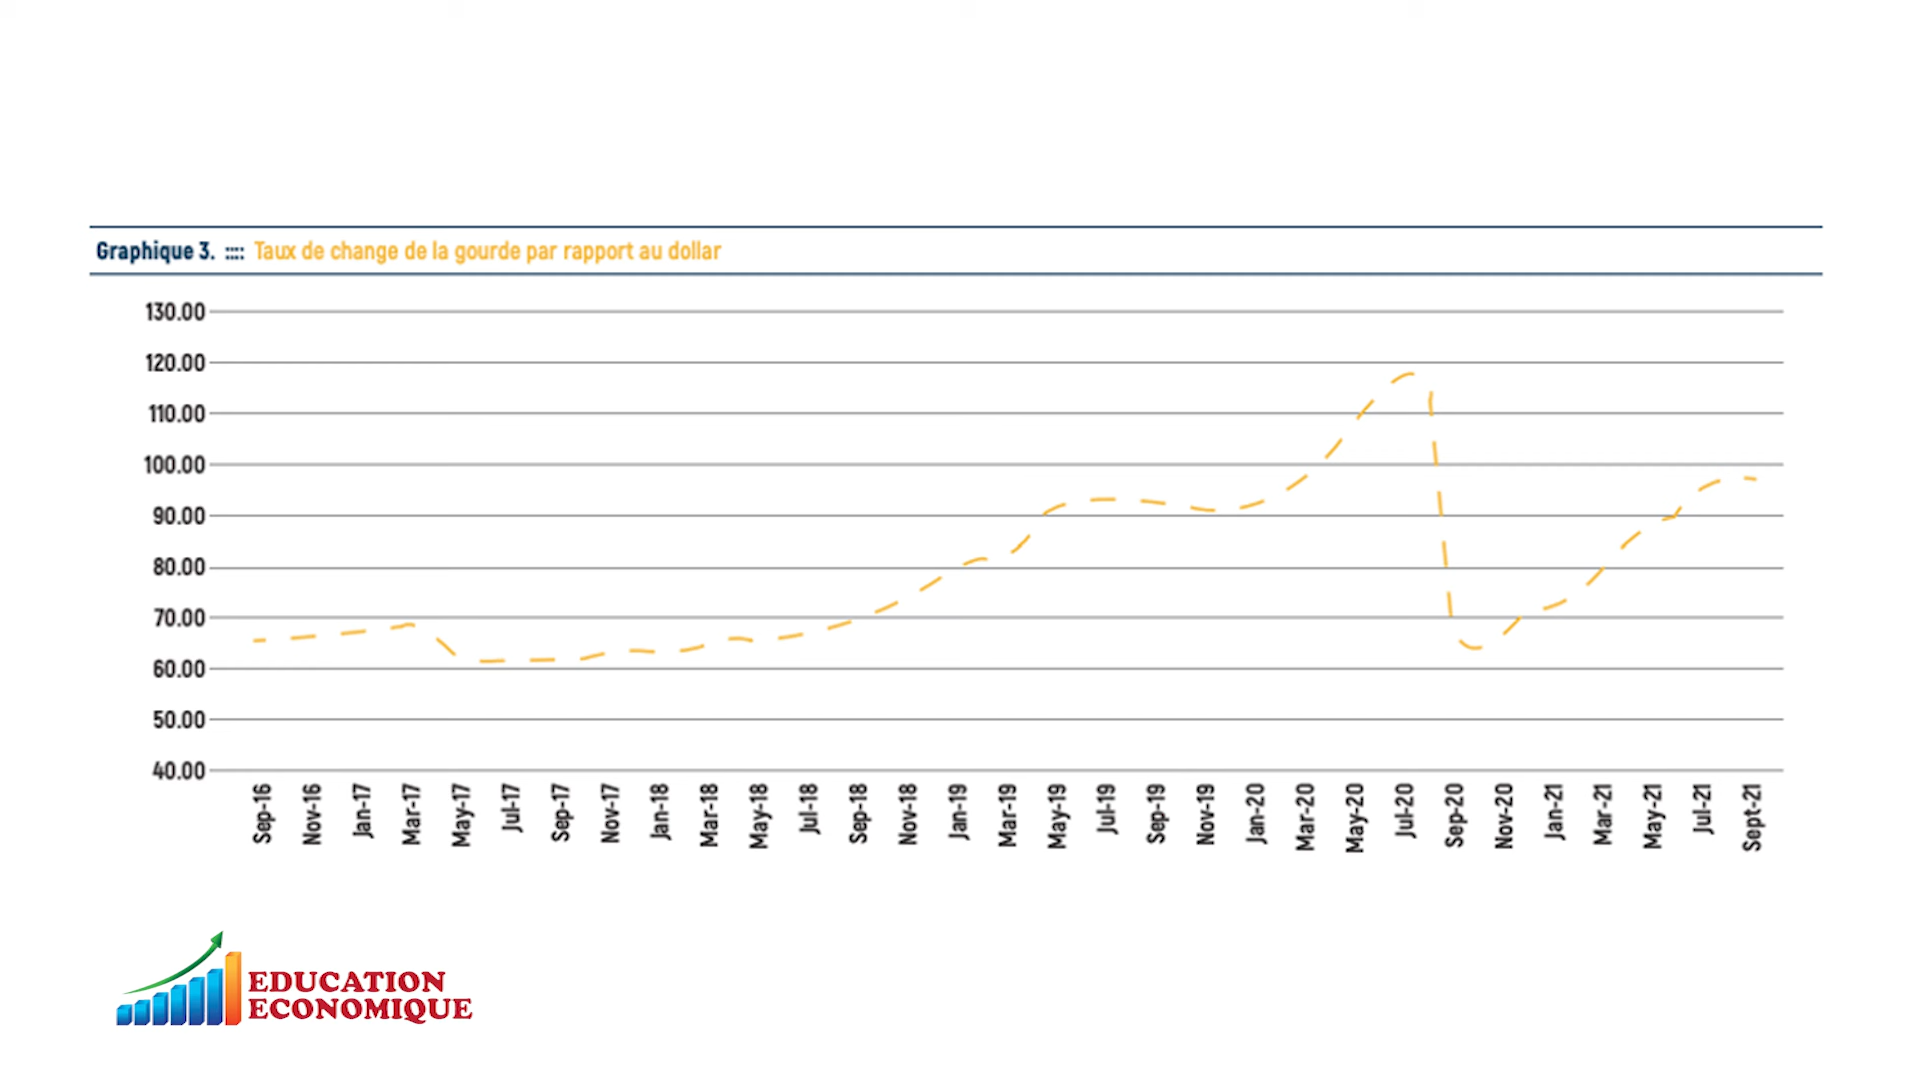 Graphique 3. :::: Taux de change de la gourde par rapport au dollar
130.00
120.00
110.00
100.00
90.00
80.00
70.00
60.00
50.00
40.00
Sep-16
Nov-16
Jan-17
Mar-17
May-17
Jul-17
Sep-17
Nov-17
Jan-18
Mar-18
May-18
Jul-18
Sep-18
Nov-18
Jan-19
Mar-19
May-19
Jul-19
Sep-19
Nov-19
Jan-20
Mar-20
May-20
Jul-20
Sep-20
Nov-20
Jan-21
Mar-21
May-21
Jul-21
Sept-21
EDUCATION
ECONOMIQUE